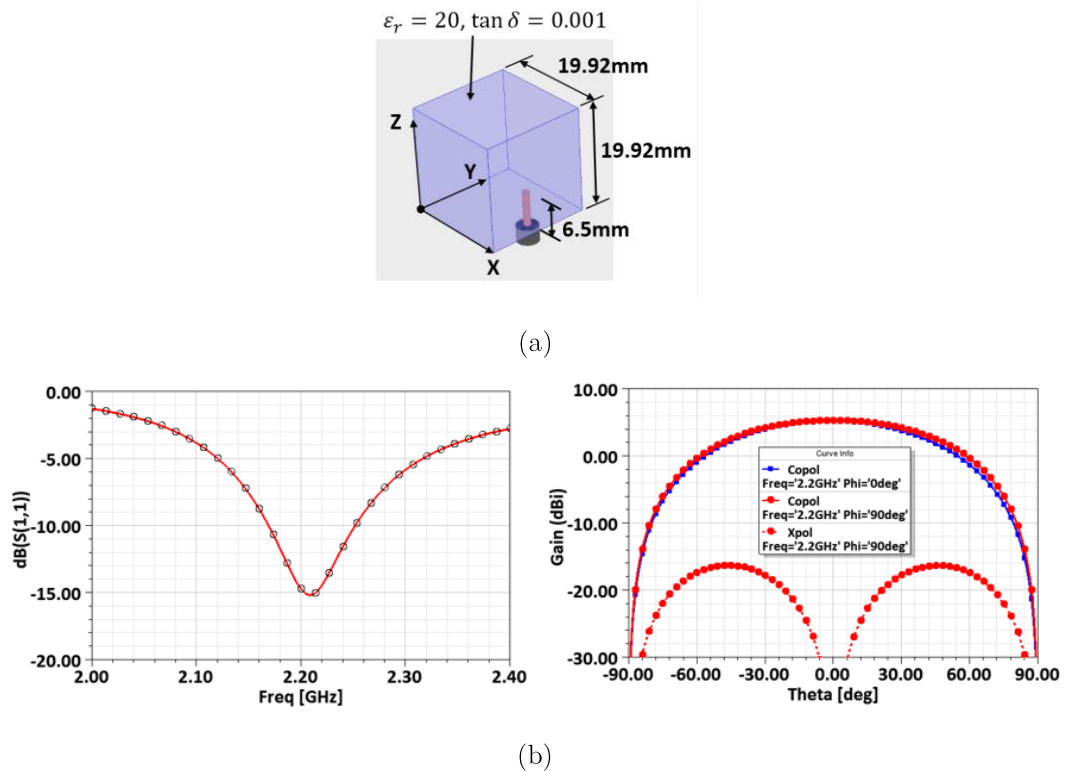 εr = 20, tan δ = 0.001
19.92mm
Z
19.92mm
Y
6.5mm
X
(a)
0.00
-5.00
-10.00
-15.00
-20.00
dB(S(1,1))
2.00 2.10 2.20 2.30 2.40
Freq [GHz]
10.00
0.00
-10.00
-20.00
-30.00
Gain (dBi)
Curve Info
Copol
Freq='2.2GHz' Phi='0deg'
Copol
Freq='2.2GHz' Phi='90deg'
Xpol
Freq='2.2GHz' Phi='90deg'
-90.00 -60.00 -30.00 0.00 30.00 60.00 90.00
Theta [deg]
(b)